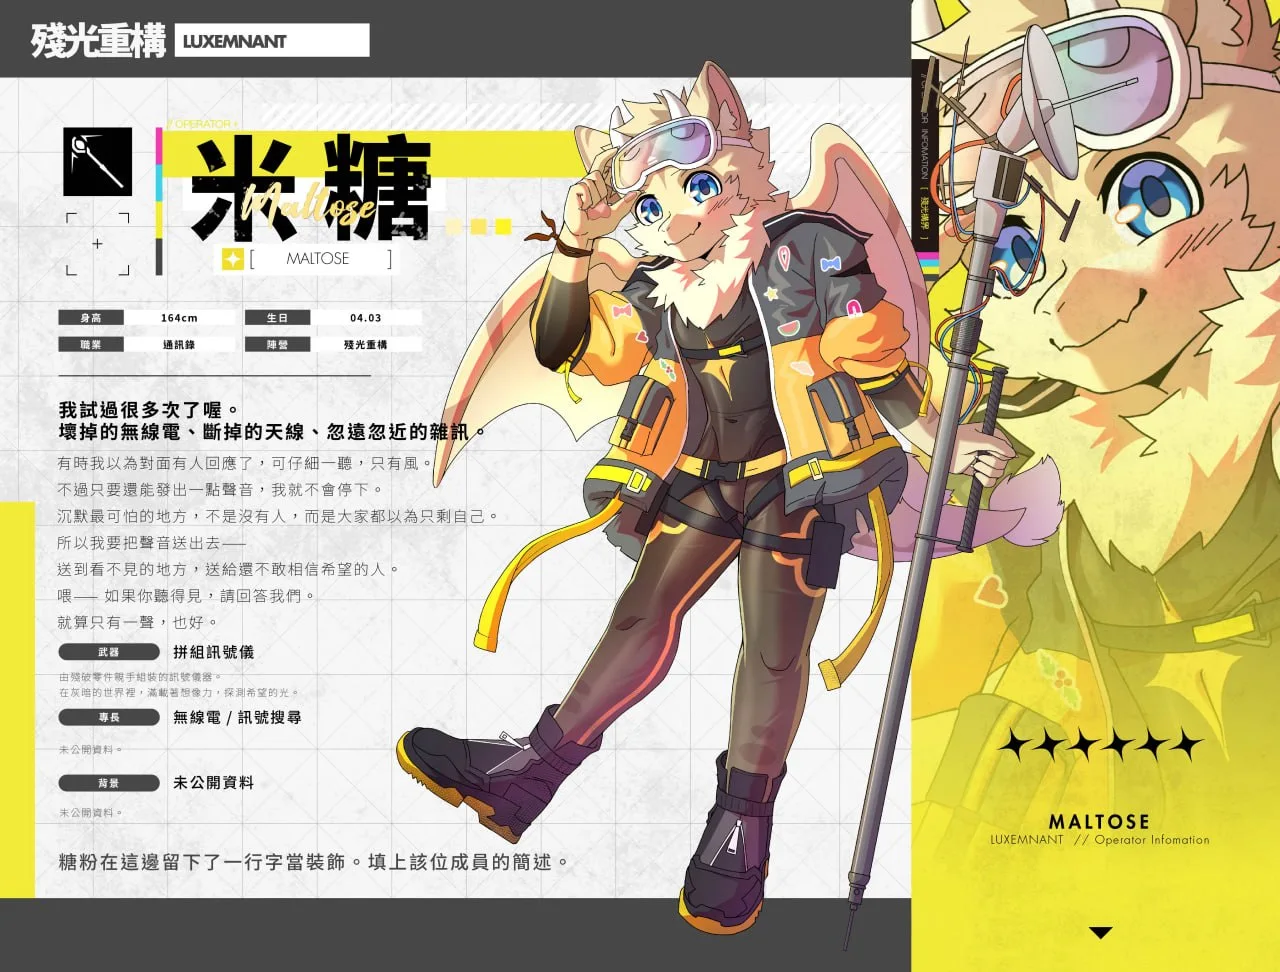 殘光重構 LUXEMNANT
// OPERATOR +
米糖
Maltose
[ MALTOSE ]
身高 164cm 生日 04.03
職業 通訊錄 陣營 殘光重構
我試過很多次了喔。
壞掉的無線電、斷掉的天線、忽遠忽近的雜訊。
有時我以為對面有人回應了，可仔細一聽，只有風。
不過只要還能發出一點聲音，我就不會停下。
沉默最可怕的地方，不是沒有人，而是大家都以為只剩自己。
所以我要把聲音送出去——
送到看不見的地方，送給還不敢相信希望的人。
喂—— 如果你聽得見，請回答我們。
就算只有一聲，也好。
武器 拼組訊號儀
由殘破零件親手組裝的訊號儀器。
在灰暗的世界裡，滿載著想像力，探測希望的光。
專長 無線電 / 訊號搜尋
未公開資料。
背景 未公開資料
未公開資料。
糖粉在這邊留下了一行字當裝飾。填上該位成員的簡述。
INFOMATION [ 殘光構界 ]
MALTOSE
LUXEMNANT // Operator Infomation